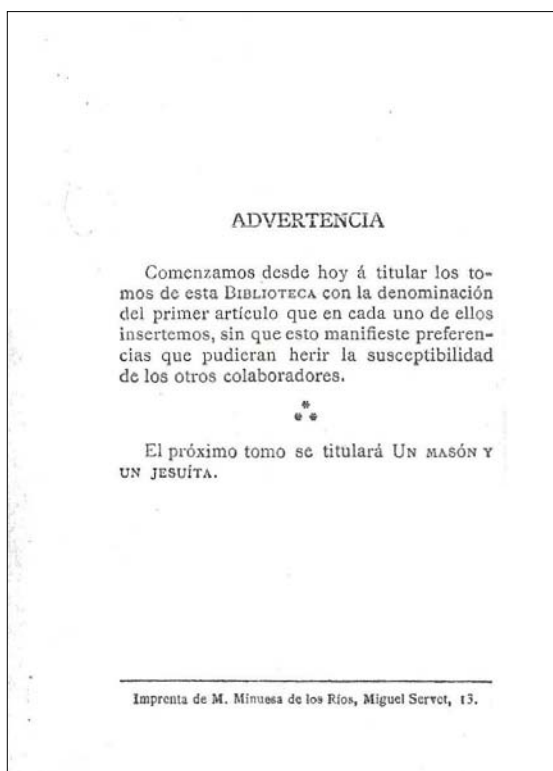 ADVERTENCIA
Comenzamos desde hoy á titular los to-
mos de esta BIBLIOTECA con la denominación
del primer artículo que en cada uno de ellos
insertemos, sin que esto manifieste preferen-
cias que pudieran herir la susceptibilidad
de los otros colaboradores.
El próximo tomo se titulará UN MASÓN Y
UN JESUÍTA.
Imprenta de M. Minuesa de los Ríos, Miguel Servet, 13.